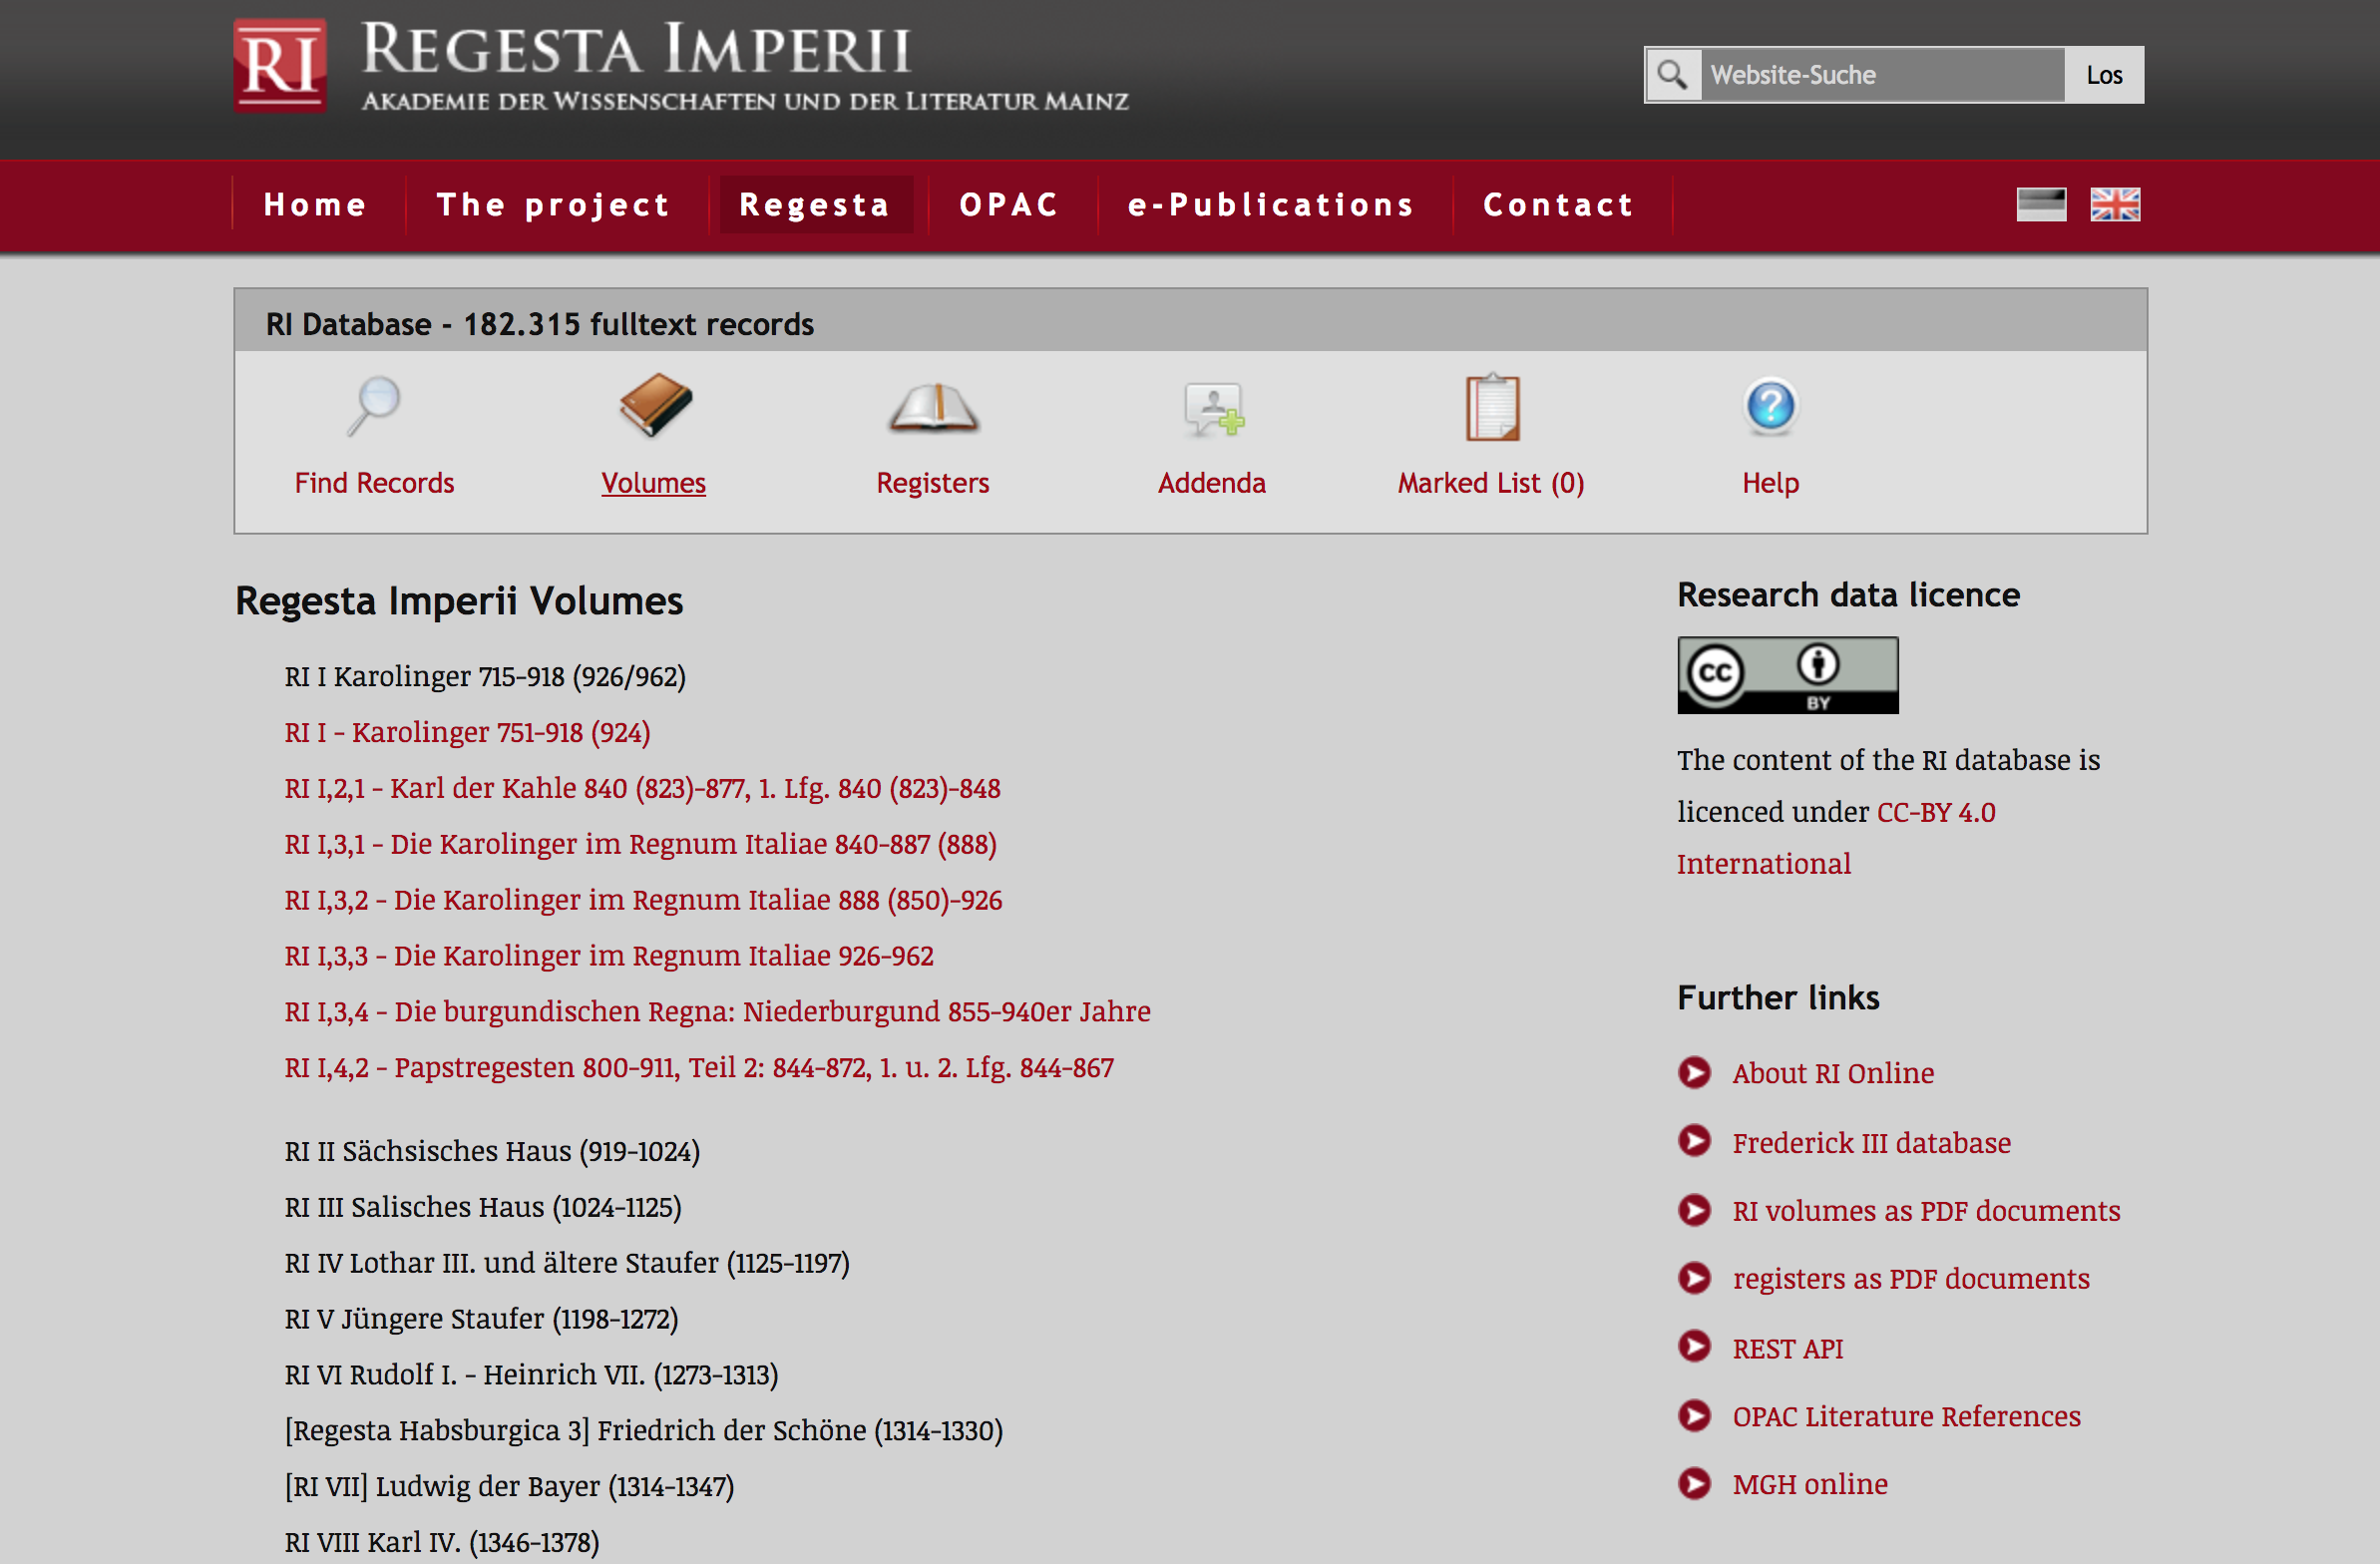 RI REGESTA IMPERII
AKADEMIE DER WISSENSCHAFTEN UND DER LITERATUR MAINZ
Website-Suche Los
Home The project Regesta OPAC e-Publications Contact
RI Database - 182.315 fulltext records
Find Records Volumes Registers Addenda Marked List (0) Help
Regesta Imperii Volumes
RI I Karolinger 715-918 (926/962)
RI I - Karolinger 751-918 (924)
RI I,2,1 - Karl der Kahle 840 (823)-877, 1. Lfg. 840 (823)-848
RI I,3,1 - Die Karolinger im Regnum Italiae 840-887 (888)
RI I,3,2 - Die Karolinger im Regnum Italiae 888 (850)-926
RI I,3,3 - Die Karolinger im Regnum Italiae 926-962
RI I,3,4 - Die burgundischen Regna: Niederburgund 855-940er Jahre
RI I,4,2 - Papstregesten 800-911, Teil 2: 844-872, 1. u. 2. Lfg. 844-867
RI II Sächsisches Haus (919-1024)
RI III Salisches Haus (1024-1125)
RI IV Lothar III. und ältere Staufer (1125-1197)
RI V Jüngere Staufer (1198-1272)
RI VI Rudolf I. - Heinrich VII. (1273-1313)
[Regesta Habsburgica 3] Friedrich der Schöne (1314-1330)
[RI VII] Ludwig der Bayer (1314-1347)
RI VIII Karl IV. (1346-1378)
Research data licence
CC BY
The content of the RI database is
licenced under CC-BY 4.0
International
Further links
About RI Online
Frederick III database
RI volumes as PDF documents
registers as PDF documents
REST API
OPAC Literature References
MGH online